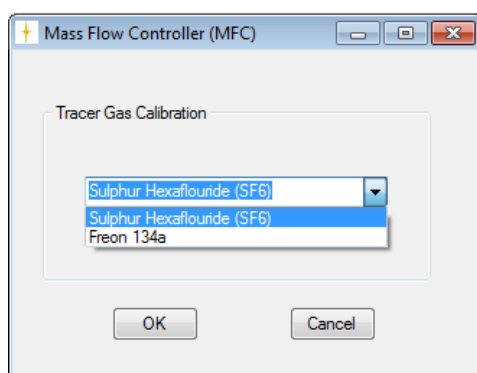 Mass Flow Controller (MFC)
Tracer Gas Calibration
Sulphur Hexaflouride (SF6)
Sulphur Hexaflouride (SF6)
Freon 134a
OK
Cancel